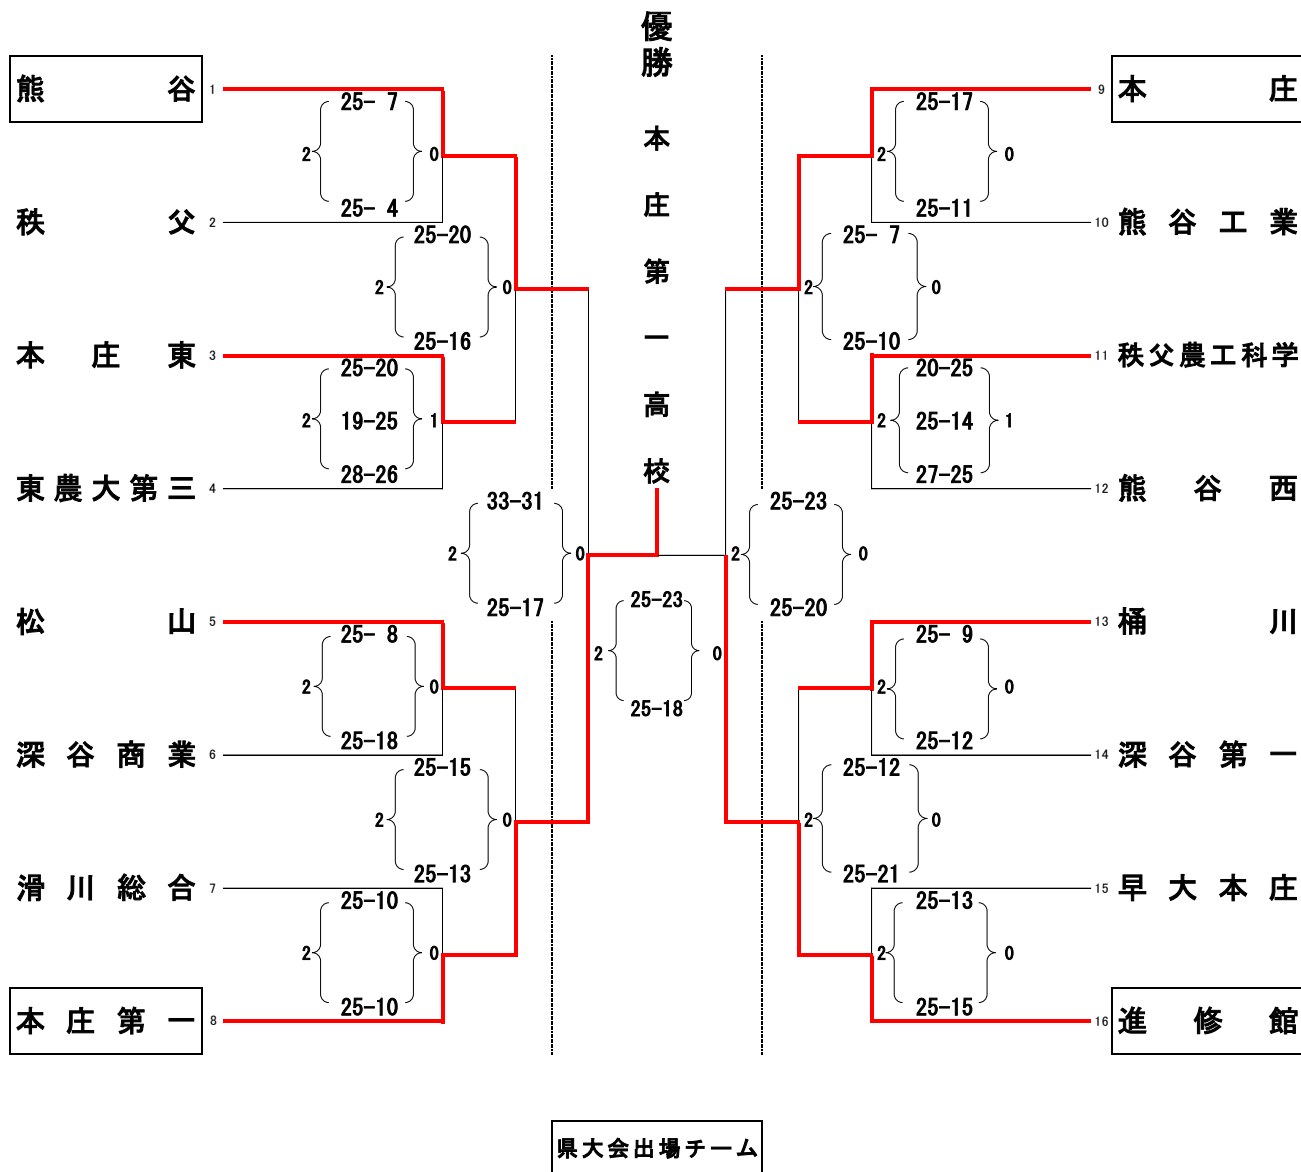 優勝 本庄第一高校
熊谷 1
25- 7
2 0
25- 4
秩父 2
25-20
2 0
25-16
本庄東 3
25-20
2 19-25 1
28-26
東農大第三 4
33-31
2 0
25-17
松山 5
25- 8
2 0
25-18
深谷商業 6
25-15
2 0
25-13
滑川総合 7
25-10
2 0
25-10
本庄第一 8
25-23
2 0
25-18
9 本庄
25-17
2 0
25-11
10 熊谷工業
25- 7
2 0
25-10
11 秩父農工科学
20-25
2 25-14 1
27-25
12 熊谷西
25-23
2 0
25-20
13 桶川
25- 9
2 0
25-12
14 深谷第一
25-12
2 0
25-21
15 早大本庄
25-13
2 0
25-15
16 進修館
県大会出場チーム